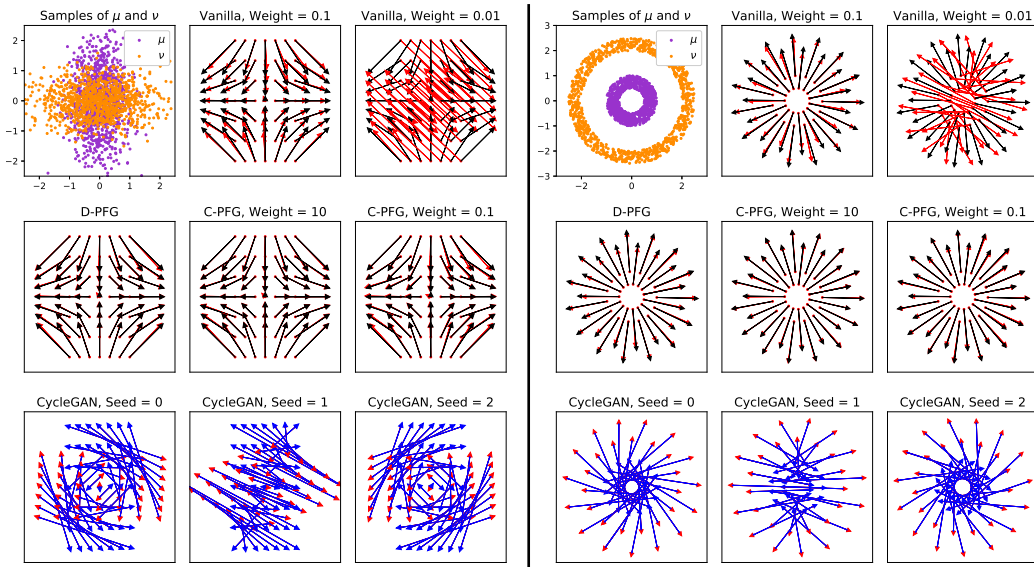 Samples of μ and ν
Vanilla, Weight = 0.1
Vanilla, Weight = 0.01
μ
ν
2
1
0
−1
−2
−2
−1
0
1
2
Samples of μ and ν
Vanilla, Weight = 0.1
Vanilla, Weight = 0.01
μ
ν
3
2
1
0
−1
−2
−3
−2
0
2
D-PFG
C-PFG, Weight = 10
C-PFG, Weight = 0.1
D-PFG
C-PFG, Weight = 10
C-PFG, Weight = 0.1
CycleGAN, Seed = 0
CycleGAN, Seed = 1
CycleGAN, Seed = 2
CycleGAN, Seed = 0
CycleGAN, Seed = 1
CycleGAN, Seed = 2